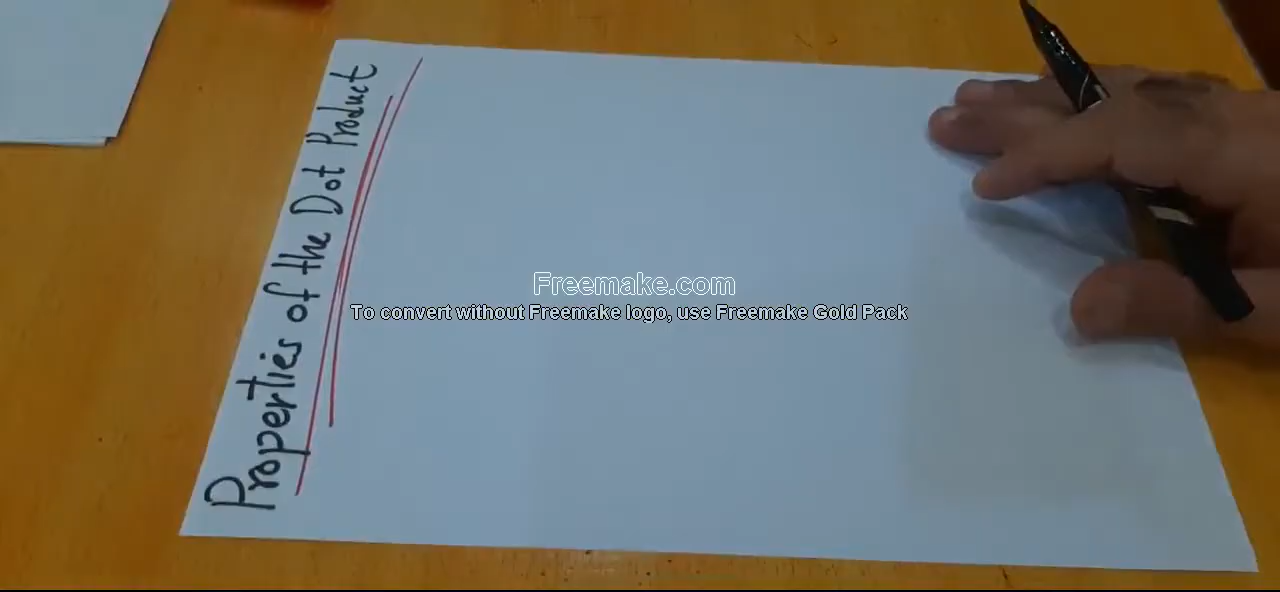 Properties of the Dot Product
Freemake.com
To convert without Freemake logo, use Freemake Gold Pack